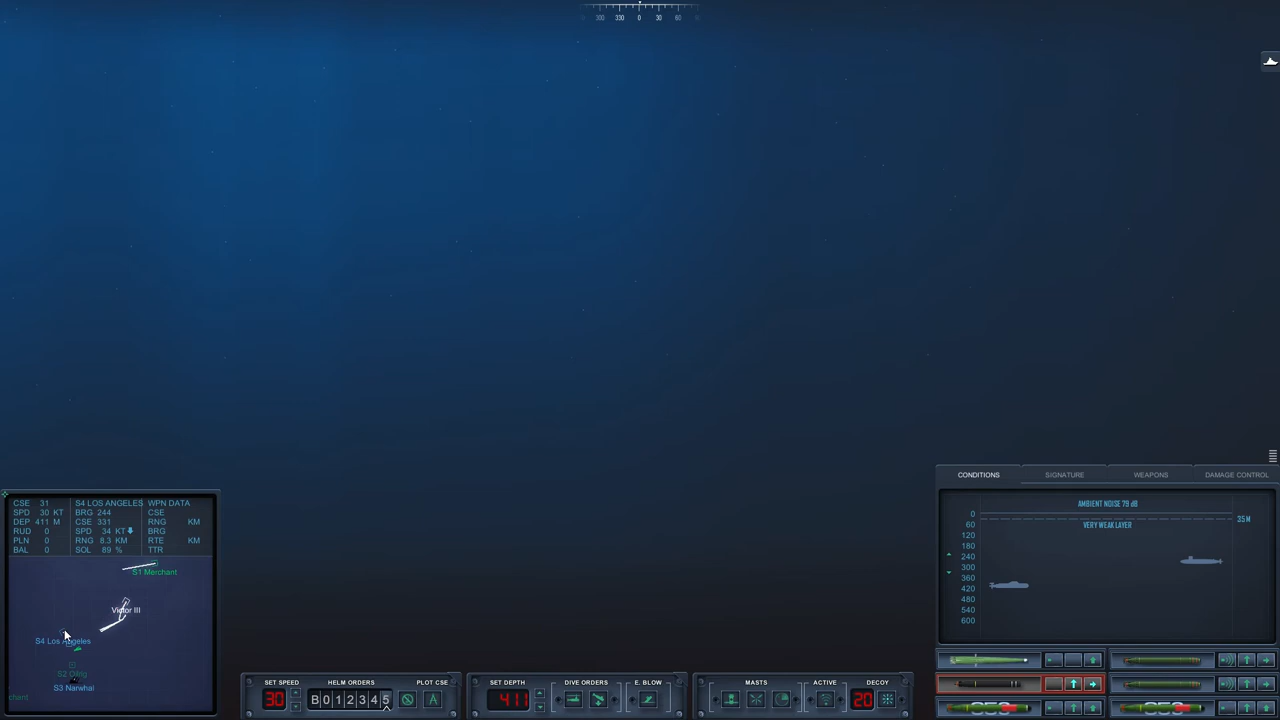 300 330 0 30 60
CONDITIONS SIGNATURE WEAPONS DAMAGE CONTROL
AMBIENT NOISE 79 dB
0
35M
60
VERY WEAK LAYER
120
180
240
300
360
420
480
540
600
CSE 31 S4 LOS ANGELES WPN DATA
SPD 30 KT BRG 244 CSE
DEP 411 M CSE 331 RNG KM
RUD 0 SPD 34 KT BRG
PLN 0 RNG 8.3 KM RTE KM
BAL 0 SOL 89 % TTR
S1 Merchant
Victor III
S4 Los Angeles
S2 Qing
S3 Narwhal
chant
SET SPEED HELM ORDERS PLOT CSE
30 B 0 1 2 3 4 5 A
SET DEPTH DIVE ORDERS E. BLOW
411
MASTS ACTIVE DECOY
20